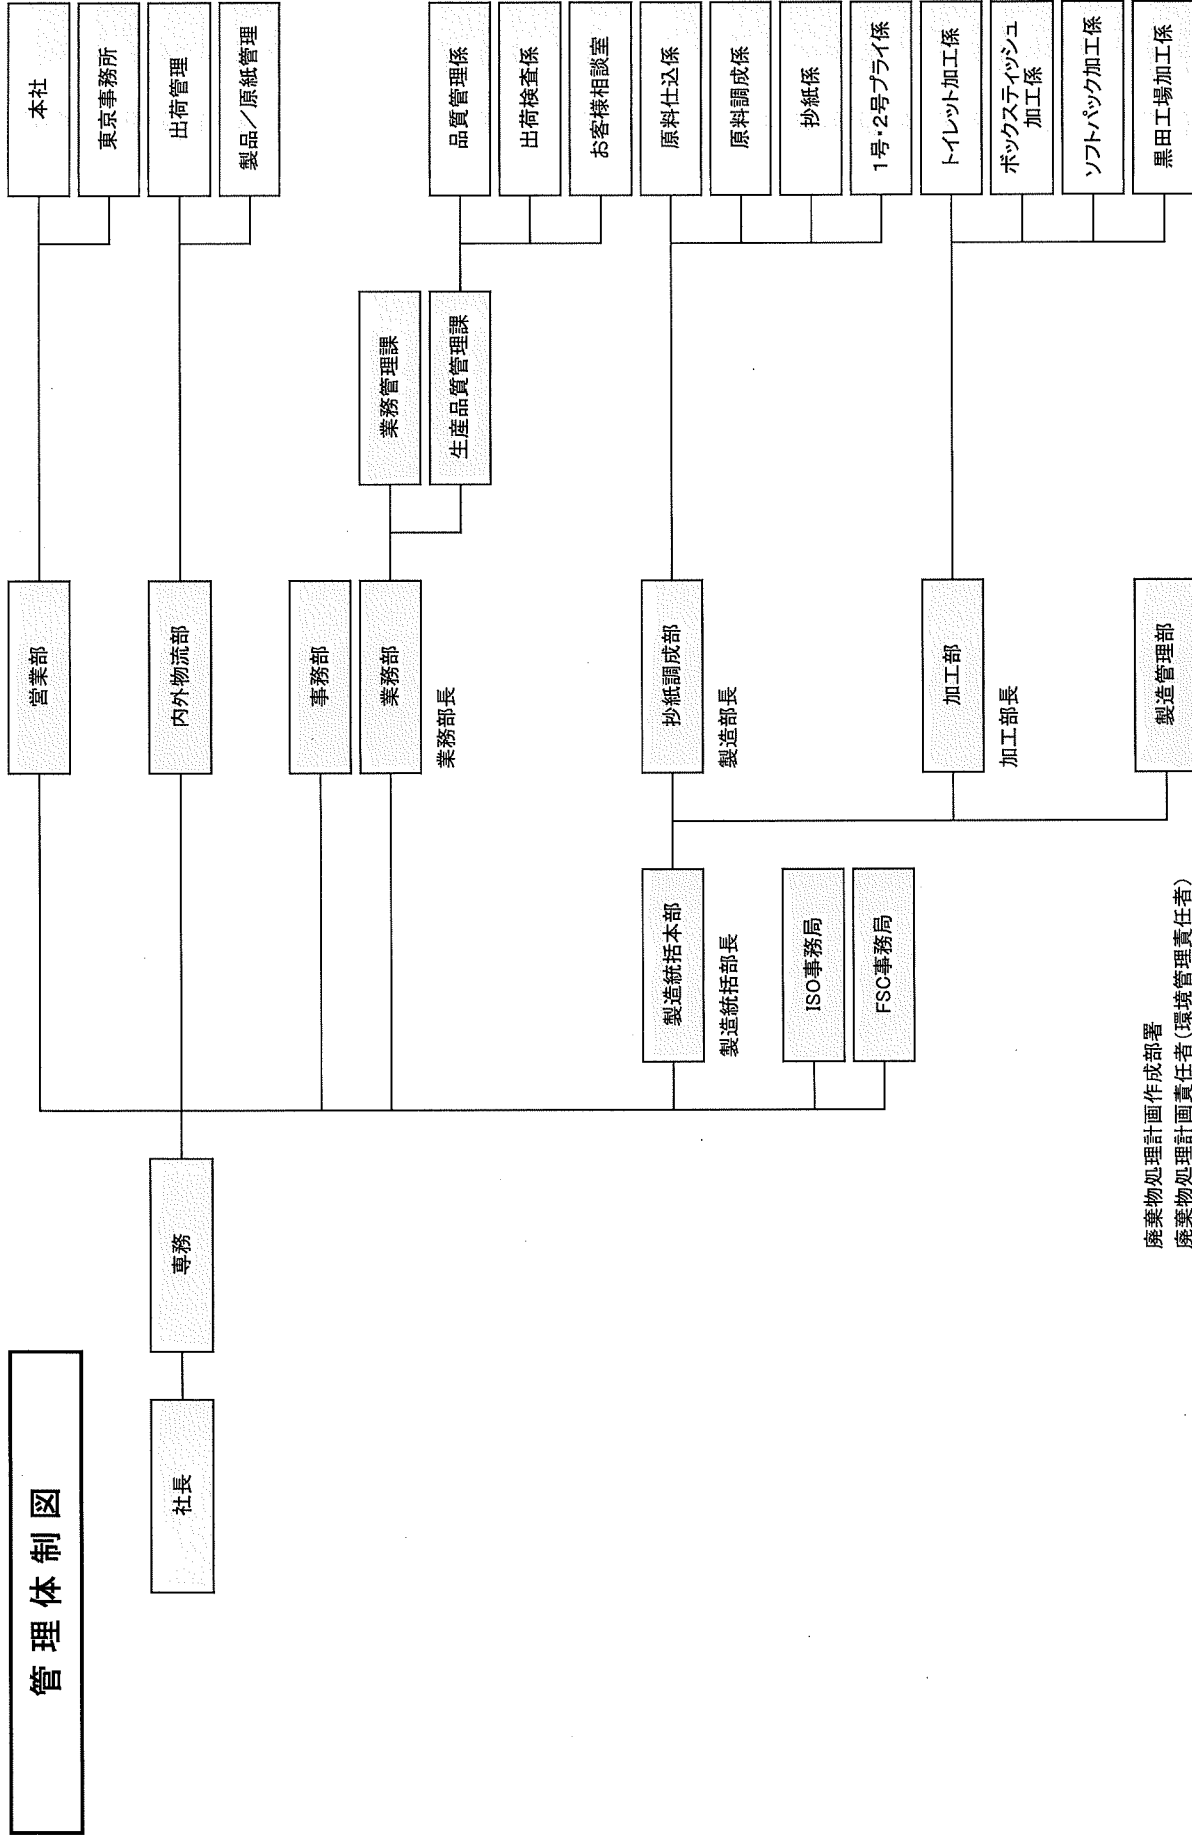 管理体制図
社長
専務
営業部
本社
東京事務所
内外物流部
出荷管理
製品／原紙管理
事務部
業務部
業務部長
業務管理課
生産品質管理課
品質管理係
出荷検査係
お客様相談室
製造統括本部
製造統括部長
抄紙調成部
製造部長
原料仕込係
原料調成係
抄紙係
1号・2号プライ係
加工部
加工部長
トイレット加工係
ボックスティッシュ
加工係
ソフトパック加工係
黒田工場加工係
製造管理部
ISO事務局
FSC事務局
廃棄物処理計画作成部署
廃棄物処理計画責任者（環境管理責任者）